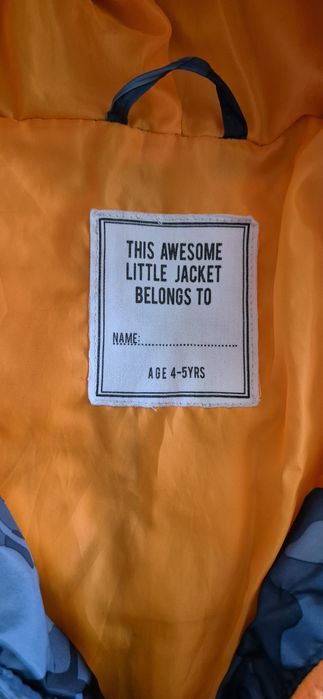 THIS AWESOME
LITTLE JACKET
BELONGS TO
NAME:..............................
AGE 4-5YRS